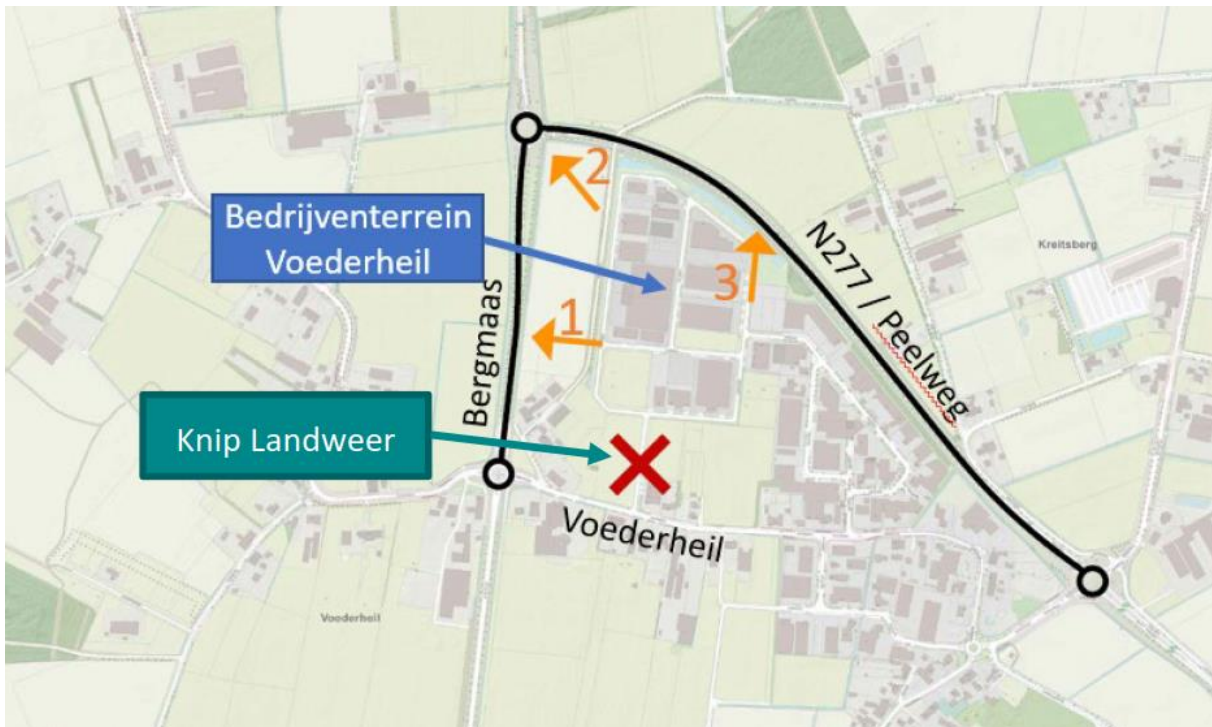 2
Bedrijventerrein
Voederheil
N277 / Peelweg
Kreitsberg
3
1
Bergmaas
Knip Landweer
Voederheil
Voederheil